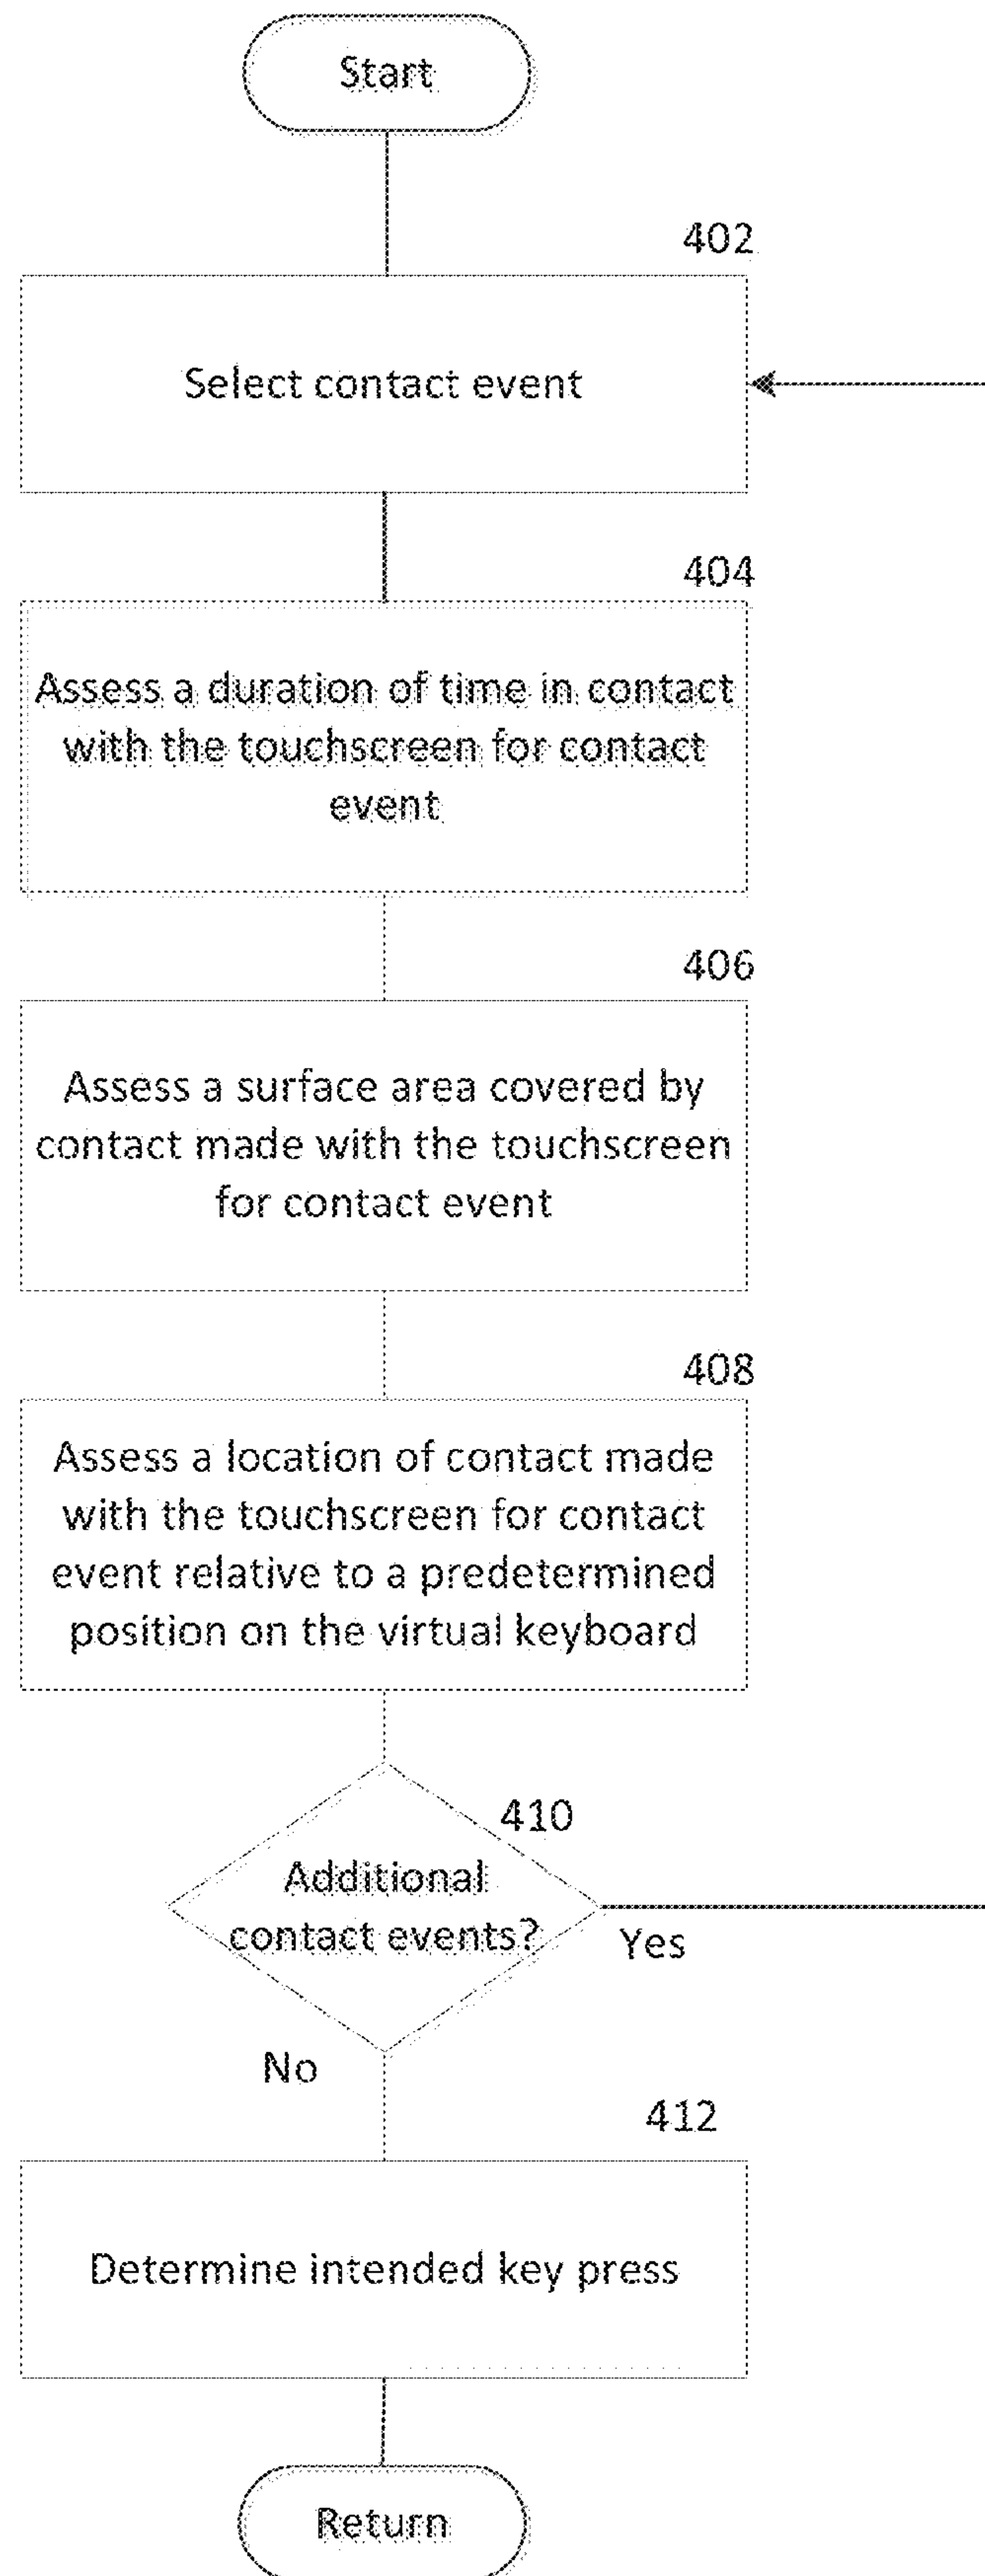 Start
402
Select contact event
404
Assess a duration of time in contact
with the touchscreen for contact
event
406
Assess a surface area covered by
contact made with the touchscreen
for contact event
408
Assess a location of contact made
with the touchscreen for contact
event relative to a predetermined
position on the virtual keyboard
410
Additional
contact events?
Yes
No
412
Determine intended key press
Return